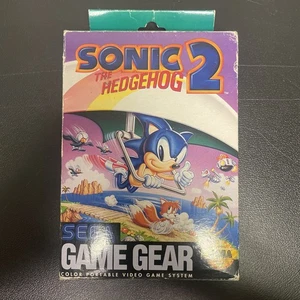 SONIC
THE
HEDGEHOG 2
SEGA
GAME GEAR
COLOR PORTABLE VIDEO GAME SYSTEM